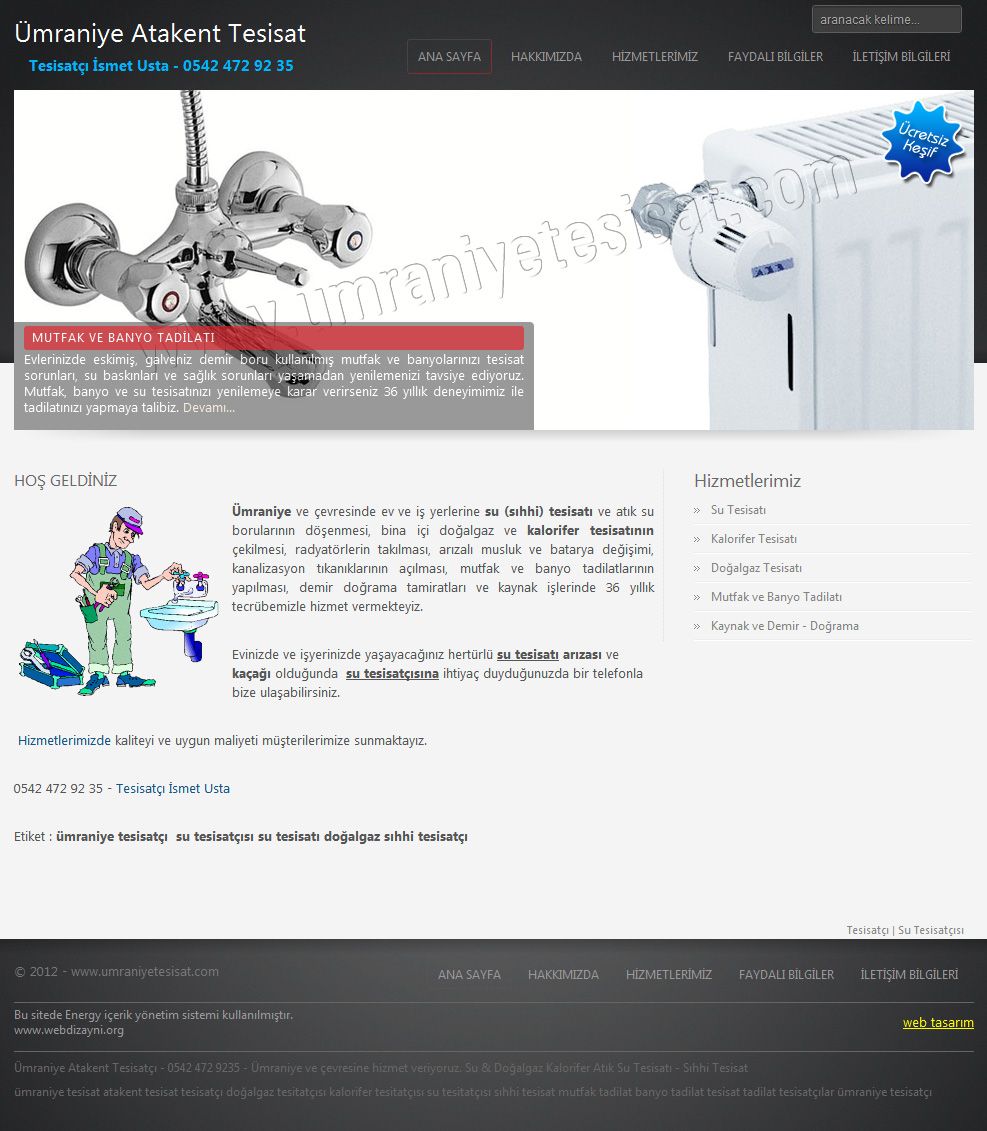 Ümraniye Atakent Tesisat
aranacak kelime...
Tesisatçı İsmet Usta - 0542 472 92 35
ANA SAYFA HAKKIMIZDA HİZMETLERİMİZ FAYDALI BİLGİLER İLETİŞİM BİLGİLERİ
Ücretsiz
Keşif
www.umraniyetesisat.com
MUTFAK VE BANYO TADİLATI
Evlerinizde eskimiş, galveniz demir boru kullanılmış mutfak ve banyolarınızı tesisat
sorunları, su baskınları ve sağlık sorunları yaşamadan yenilemenizi tavsiye ediyoruz.
Mutfak, banyo ve su tesisatınızı yenilemeye karar verirseniz 36 yıllık deneyimimiz ile
tadilatınızı yapmaya talibiz. Devamı...
HOŞ GELDİNİZ
Ümraniye ve çevresinde ev ve iş yerlerine su (sıhhi) tesisatı ve atık su
borularının döşenmesi, bina içi doğalgaz ve kalorifer tesisatının
çekilmesi, radyatörlerin takılması, arızalı musluk ve batarya değişimi,
kanalizasyon tıkanıklarının açılması, mutfak ve banyo tadilatlarının
yapılması, demir doğrama tamiratları ve kaynak işlerinde 36 yıllık
tecrübemizle hizmet vermekteyiz.
Evinizde ve işyerinizde yaşayacağınız hertürlü su tesisatı arızası ve
kaçağı olduğunda su tesisatçısına ihtiyaç duyduğunuzda bir telefonla
bize ulaşabilirsiniz.
Hizmetlerimizde kaliteyi ve uygun maliyeti müşterilerimize sunmaktayız.
0542 472 92 35 - Tesisatçı İsmet Usta
Etiket : ümraniye tesisatçı su tesisatçısı su tesisatı doğalgaz sıhhi tesisatçı
Hizmetlerimiz
Su Tesisatı
Kalorifer Tesisatı
Doğalgaz Tesisatı
Mutfak ve Banyo Tadilatı
Kaynak ve Demir - Doğrama
Tesisatçı | Su Tesisatçısı
© 2012 - www.umraniyetesisat.com
ANA SAYFA HAKKIMIZDA HİZMETLERİMİZ FAYDALI BİLGİLER İLETİŞİM BİLGİLERİ
Bu sitede Energy içerik yönetim sistemi kullanılmıştır.
www.webdizayni.org
web tasarım
Ümraniye Atakent Tesisatçı - 0542 472 9235 - Ümraniye ve çevresine hizmet veriyoruz. Su & Doğalgaz Kalorifer Atık Su Tesisatı - Sıhhi Tesisat
ümraniye tesisat atakent tesisat tesisatçı doğalgaz tesitatçısı kalorifer tesitatçısı su tesitatçısı sıhhi tesisat mutfak tadilat banyo tadilat tesisat tadilat tesisatçılar ümraniye tesisatçı